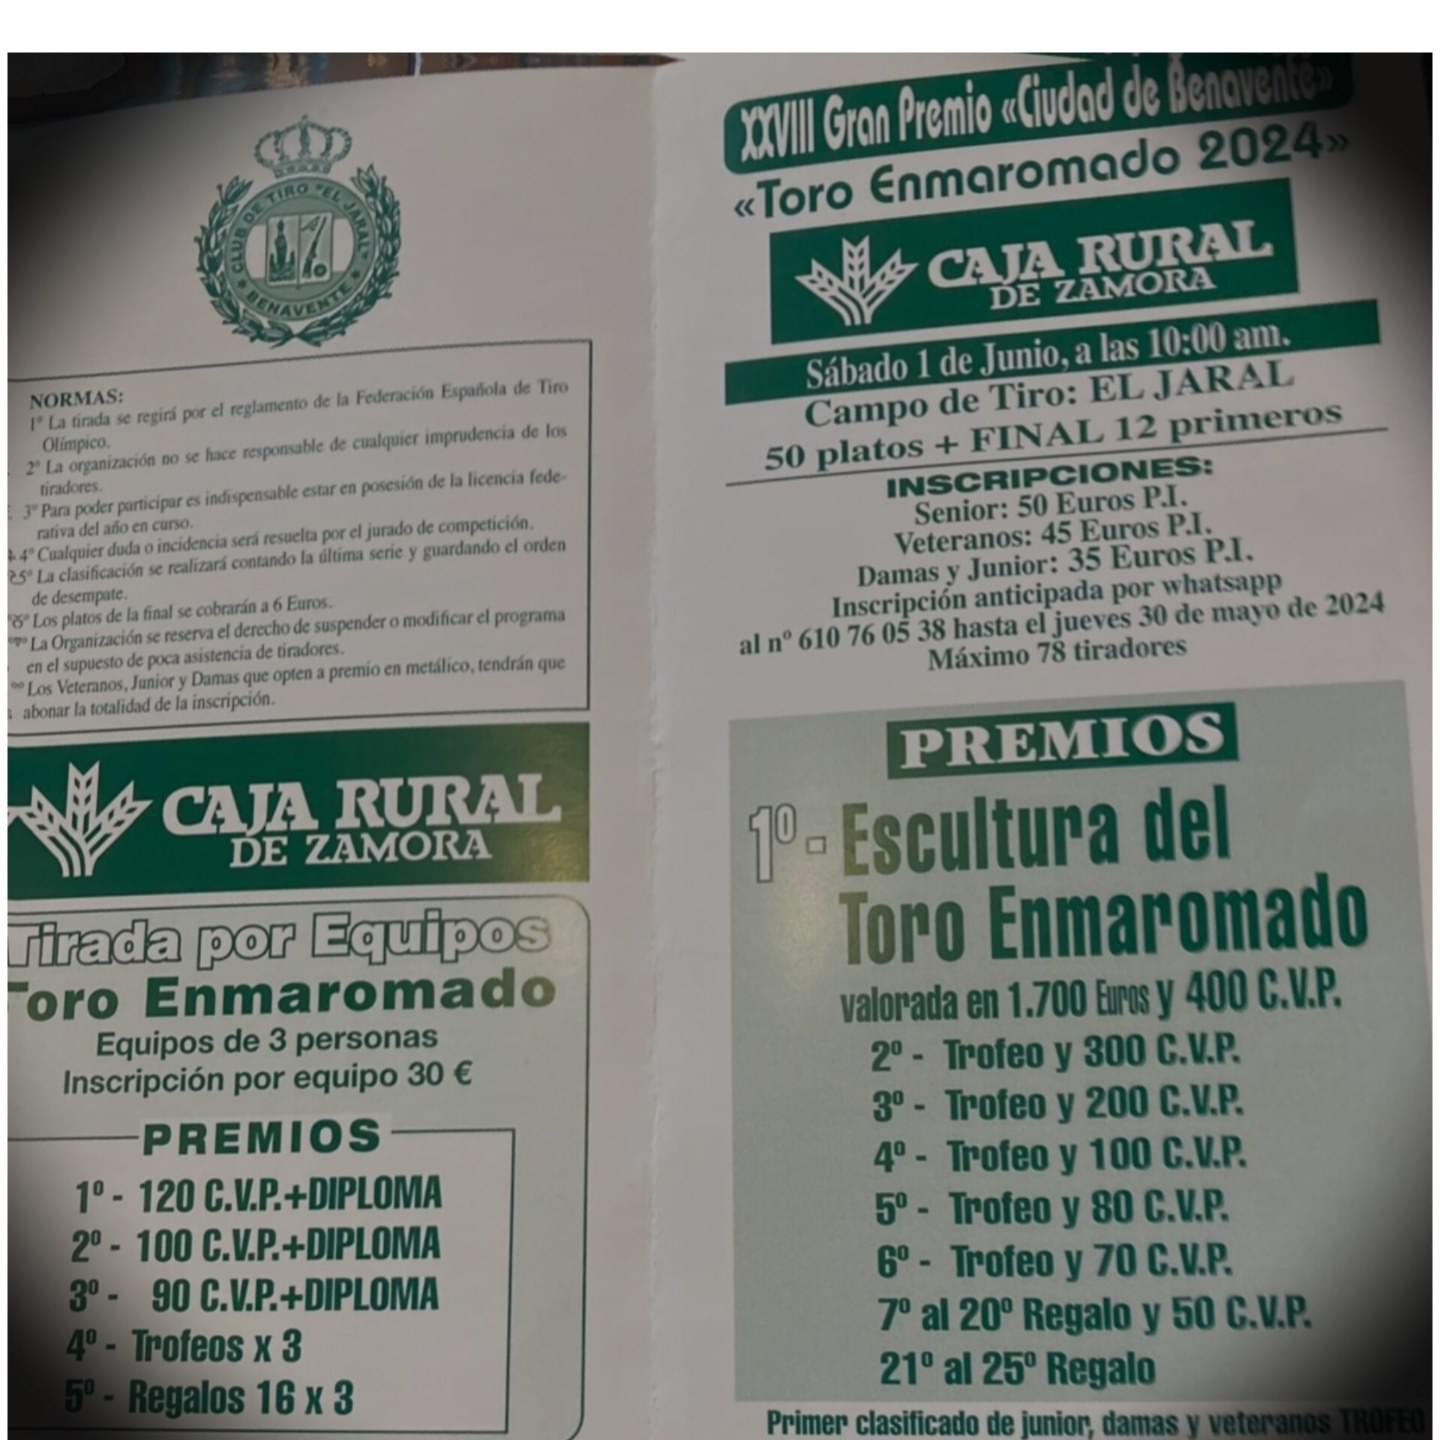 CLUB DE TIRO "EL JARAL"
BENAVENTE
NORMAS:
1º La tirada se regirá por el reglamento de la Federación Española de Tiro
Olímpico.
2º La organización no se hace responsable de cualquier imprudencia de los
tiradores.
3º Para poder participar es indispensable estar en posesión de la licencia fede-
rativa del año en curso.
4º Cualquier duda o incidencia será resuelta por el jurado de competición.
5º La clasificación se realizará contando la última serie y guardando el orden
de desempate.
6º Los platos de la final se cobrarán a 6 Euros.
7º La Organización se reserva el derecho de suspender o modificar el programa
en el supuesto de poca asistencia de tiradores.
Los Veteranos, Junior y Damas que opten a premio en metálico, tendrán que
abonar la totalidad de la inscripción.
CAJA RURAL
DE ZAMORA
Tirada por Equipos
Toro Enmaromado
Equipos de 3 personas
Inscripción por equipo 30 €
PREMIOS
1º - 120 C.V.P.+DIPLOMA
2º - 100 C.V.P.+DIPLOMA
3º - 90 C.V.P.+DIPLOMA
4º - Trofeos x 3
5º - Regalos 16 x 3
XXVIII Gran Premio «Ciudad de Benavente»
«Toro Enmaromado 2024»
CAJA RURAL
DE ZAMORA
Sábado 1 de Junio, a las 10:00 am.
Campo de Tiro: EL JARAL
50 platos + FINAL 12 primeros
INSCRIPCIONES:
Senior: 50 Euros P.I.
Veteranos: 45 Euros P.I.
Damas y Junior: 35 Euros P.I.
Inscripción anticipada por whatsapp
al nº 610 76 05 38 hasta el jueves 30 de mayo de 2024
Máximo 78 tiradores
PREMIOS
1º - Escultura del
Toro Enmaromado
valorada en 1.700 Euros y 400 C.V.P.
2º - Trofeo y 300 C.V.P.
3º - Trofeo y 200 C.V.P.
4º - Trofeo y 100 C.V.P.
5º - Trofeo y 80 C.V.P.
6º - Trofeo y 70 C.V.P.
7º al 20º Regalo y 50 C.V.P.
21º al 25º Regalo
Primer clasificado de junior, damas y veteranos TROFEO